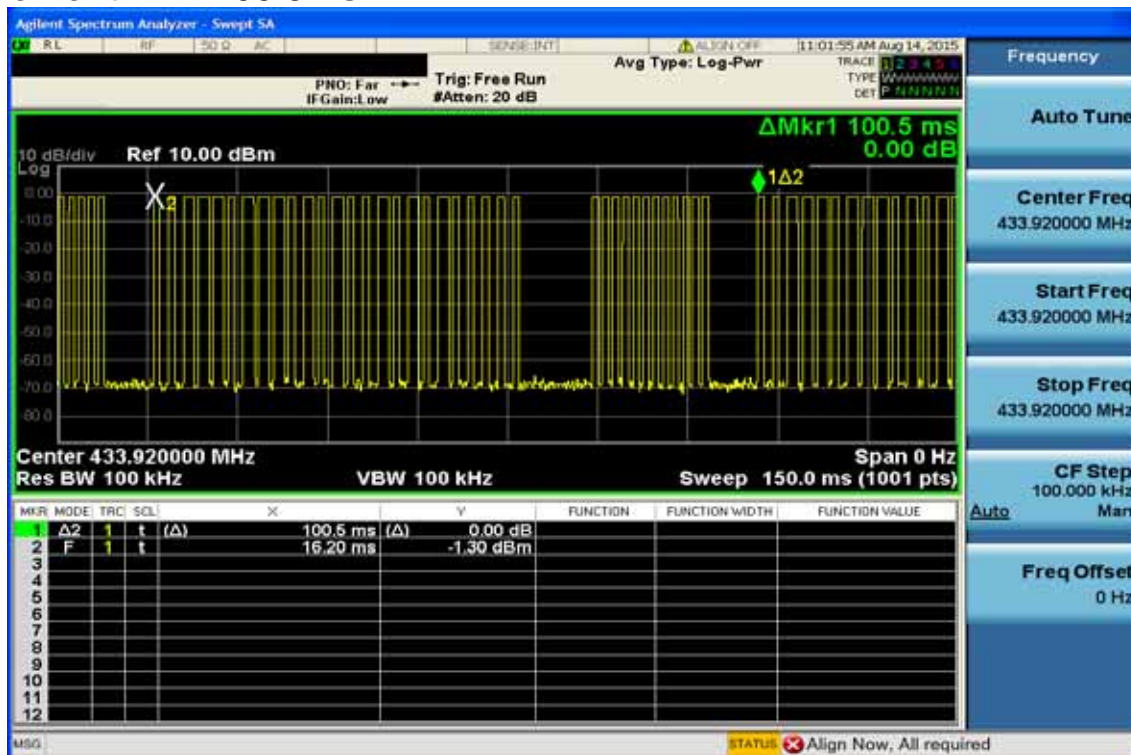 Agilent Spectrum Analyzer - Swept SA
RL RF 50 Ω AC SENSE:INT ALIGN OFF 11:01:55 AM Aug 14, 2015
Avg Type: Log-Pwr
TRACE 1 2 3 4 5 6
TYPE WWWWWW
DET P N N N N N
PNO: Far
IFGain:Low
Trig: Free Run
#Atten: 20 dB
Frequency
ΔMkr1 100.5 ms
0.00 dB
10 dB/div Ref 10.00 dBm
Log
0.00
-10.0
-20.0
-30.0
-40.0
-50.0
-60.0
-70.0
-80.0
X2
1Δ2
Center 433.920000 MHz Span 0 Hz
Res BW 100 kHz VBW 100 kHz Sweep 150.0 ms (1001 pts)
MKR MODE TRC SCL X Y FUNCTION FUNCTION WIDTH FUNCTION VALUE
1 Δ2 1 t (Δ) 100.5 ms (Δ) 0.00 dB
2 F 1 t 16.20 ms -1.30 dBm
3
4
5
6
7
8
9
10
11
12
Auto Tune
Center Freq
433.920000 MHz
Start Freq
433.920000 MHz
Stop Freq
433.920000 MHz
CF Step
100.000 kHz
Auto Man
Freq Offset
0 Hz
MSG STATUS Align Now, All required